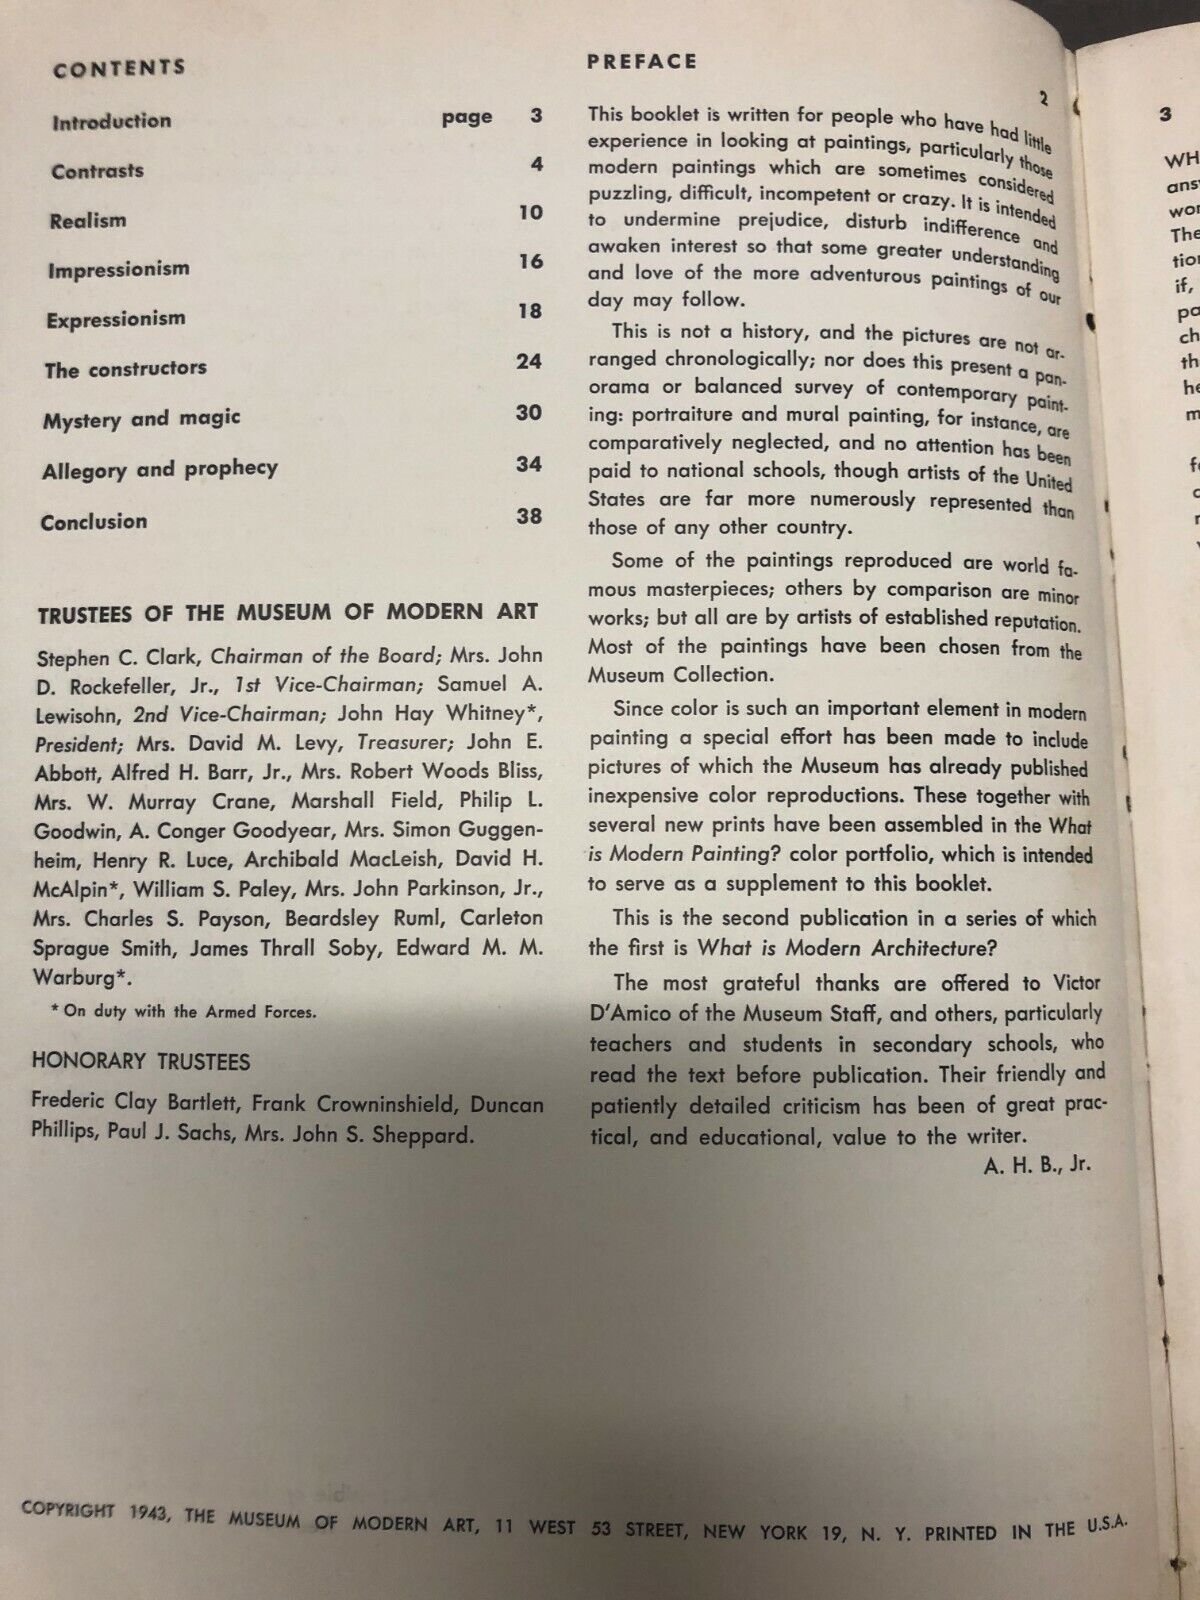 CONTENTS
Introduction page 3
Contrasts 4
Realism 10
Impressionism 16
Expressionism 18
The constructors 24
Mystery and magic 30
Allegory and prophecy 34
Conclusion 38
TRUSTEES OF THE MUSEUM OF MODERN ART
Stephen C. Clark, Chairman of the Board; Mrs. John
D. Rockefeller, Jr., 1st Vice-Chairman; Samuel A.
Lewisohn, 2nd Vice-Chairman; John Hay Whitney*,
President; Mrs. David M. Levy, Treasurer; John E.
Abbott, Alfred H. Barr, Jr., Mrs. Robert Woods Bliss,
Mrs. W. Murray Crane, Marshall Field, Philip L.
Goodwin, A. Conger Goodyear, Mrs. Simon Guggen-
heim, Henry R. Luce, Archibald MacLeish, David H.
McAlpin*, William S. Paley, Mrs. John Parkinson, Jr.,
Mrs. Charles S. Payson, Beardsley Ruml, Carleton
Sprague Smith, James Thrall Soby, Edward M. M.
Warburg*.
* On duty with the Armed Forces.
HONORARY TRUSTEES
Frederic Clay Bartlett, Frank Crowninshield, Duncan
Phillips, Paul J. Sachs, Mrs. John S. Sheppard.
PREFACE
2
This booklet is written for people who have had little
experience in looking at paintings, particularly those
modern paintings which are sometimes considered
puzzling, difficult, incompetent or crazy. It is intended
to undermine prejudice, disturb indifference and
awaken interest so that some greater understanding
and love of the more adventurous paintings of our
day may follow.
This is not a history, and the pictures are not ar-
ranged chronologically; nor does this present a pan-
orama or balanced survey of contemporary paint-
ing: portraiture and mural painting, for instance, are
comparatively neglected, and no attention has been
paid to national schools, though artists of the United
States are far more numerously represented than
those of any other country.
Some of the paintings reproduced are world fa-
mous masterpieces; others by comparison are minor
works; but all are by artists of established reputation.
Most of the paintings have been chosen from the
Museum Collection.
Since color is such an important element in modern
painting a special effort has been made to include
pictures of which the Museum has already published
inexpensive color reproductions. These together with
several new prints have been assembled in the What
is Modern Painting? color portfolio, which is intended
to serve as a supplement to this booklet.
This is the second publication in a series of which
the first is What is Modern Architecture?
The most grateful thanks are offered to Victor
D'Amico of the Museum Staff, and others, particularly
teachers and students in secondary schools, who
read the text before publication. Their friendly and
patiently detailed criticism has been of great prac-
tical, and educational, value to the writer.
A. H. B., Jr.
COPYRIGHT 1943, THE MUSEUM OF MODERN ART, 11 WEST 53 STREET, NEW YORK 19, N. Y. PRINTED IN THE U.S.A.
3
if,